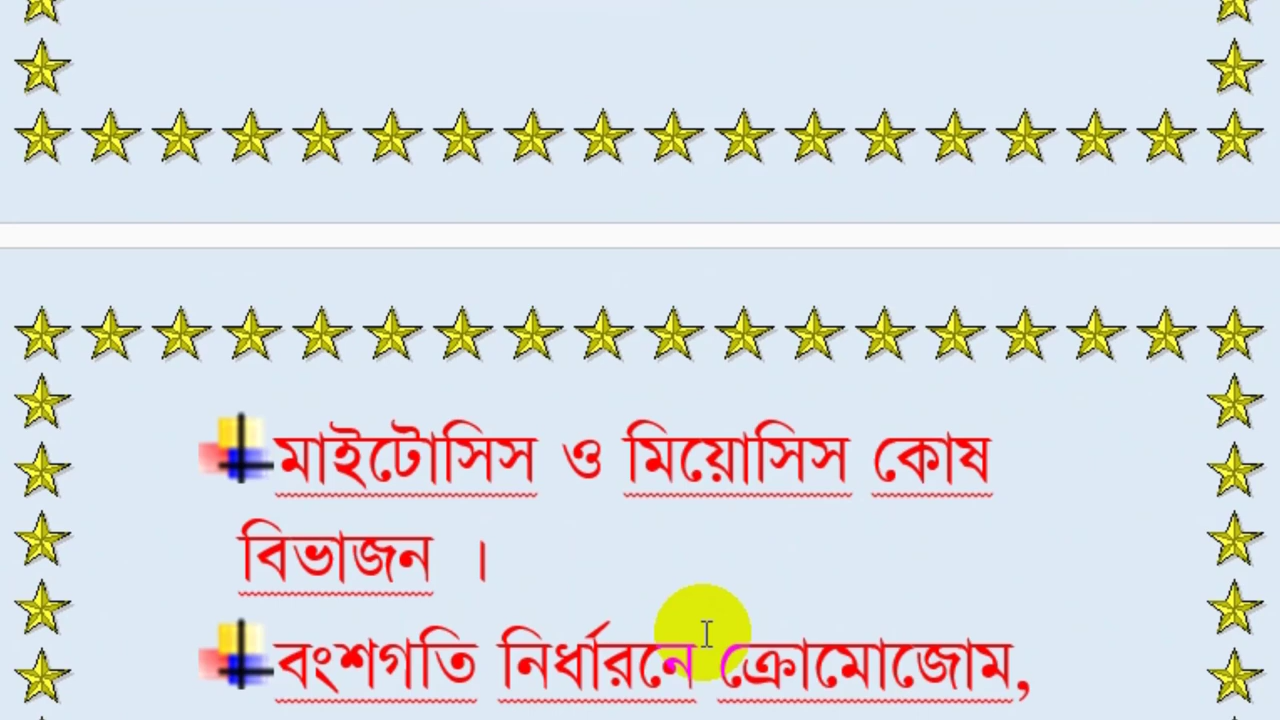 মাইটোসিস ও মিয়োসিস কোষ
বিভাজন ।
বংশগতি নির্ধারনে ক্রোমোজোম,